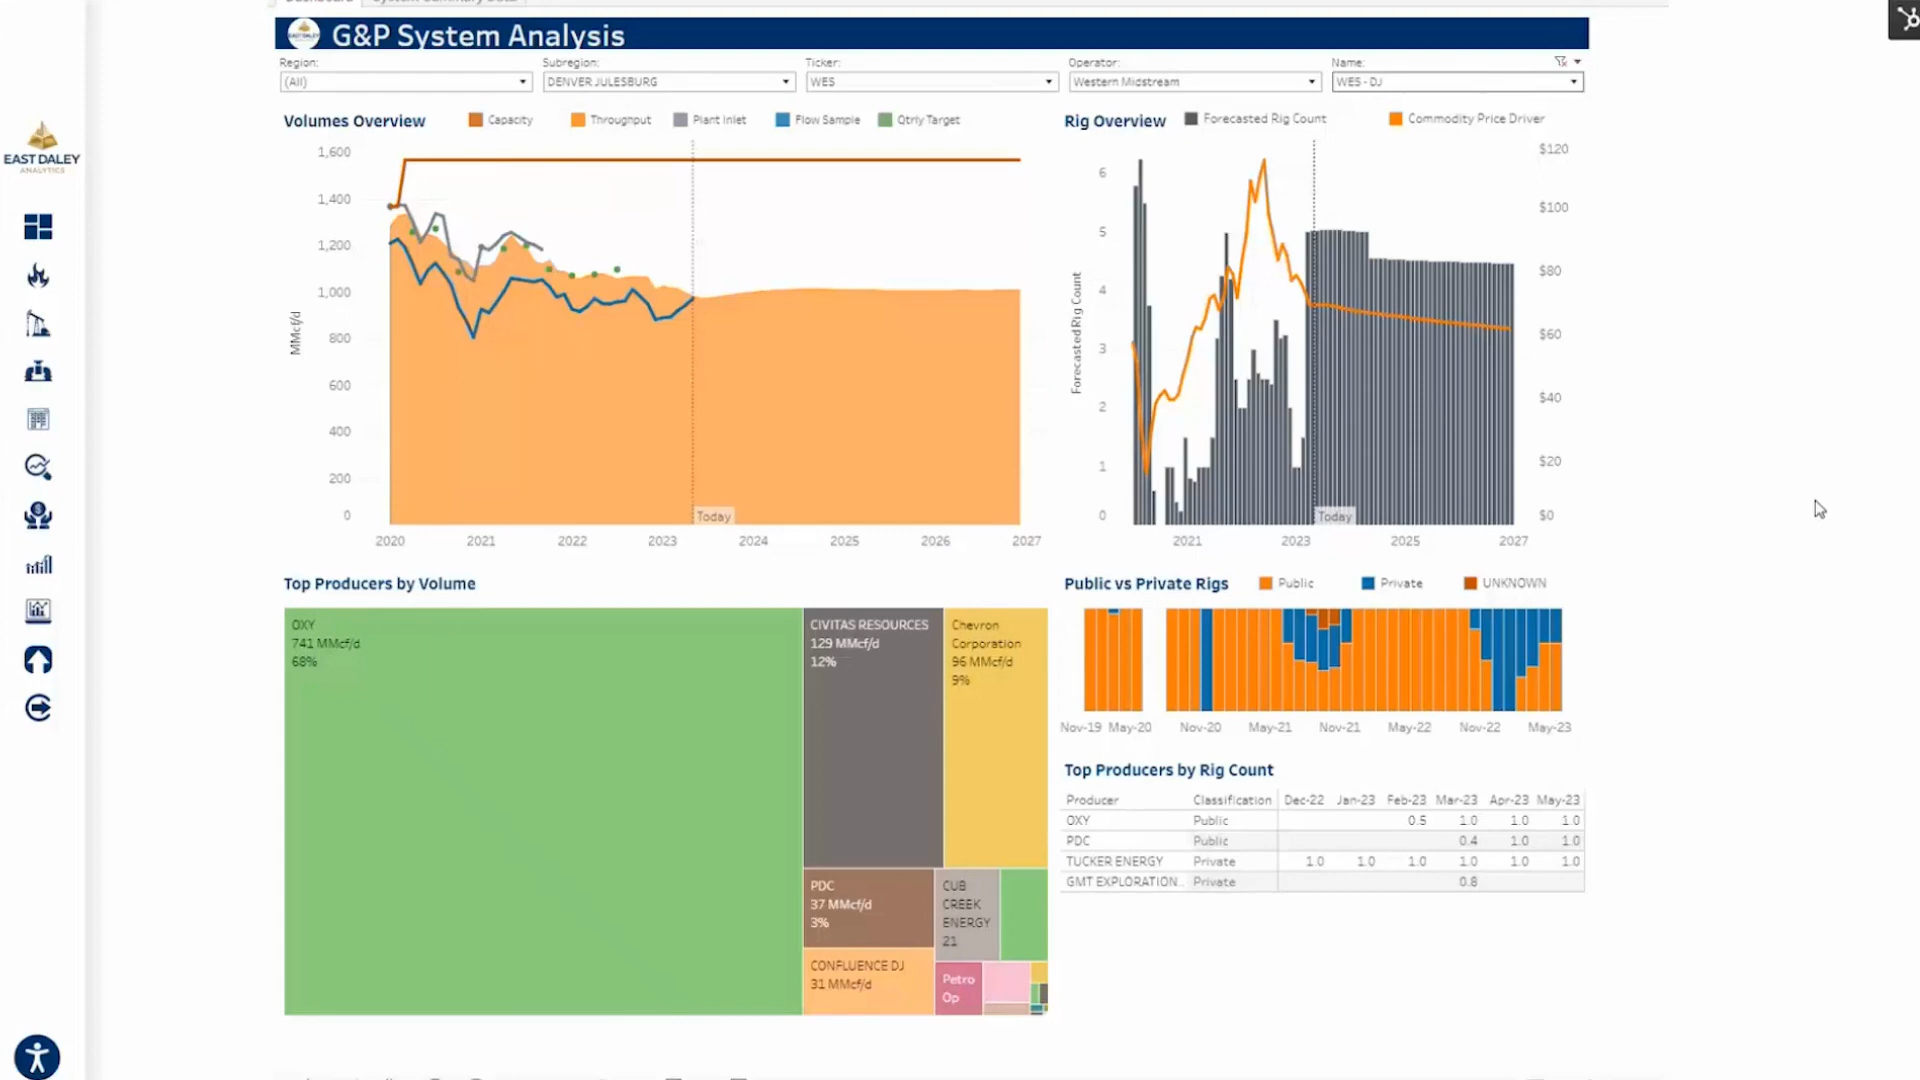 Dashboard System Summary Data
G&P System Analysis
Region: Subregion: Ticker: Operator: Name:
(All) DENVER JULESBURG WES Western Midstream WES - DJ
EAST DALEY
ANALYTICS
Volumes Overview Capacity Throughput Plant Inlet Flow Sample Qtrly Target
1,600
1,400
1,200
1,000
800
600
400
200
0
MMcf/d
Today
2020 2021 2022 2023 2024 2025 2026 2027
Rig Overview Forecasted Rig Count Commodity Price Driver
6
5
4
3
2
1
0
Forecasted Rig Count
$120
$100
$80
$60
$40
$20
$0
Today
2021 2023 2025 2027
Top Producers by Volume
OXY
741 MMcf/d
68%
CIVITAS RESOURCES
129 MMcf/d
12%
Chevron
Corporation
96 MMcf/d
9%
PDC
37 MMcf/d
3%
CUB
CREEK
ENERGY
21
CONFLUENCE DJ
31 MMcf/d
Petro
Op
Public vs Private Rigs Public Private UNKNOWN
Nov-19 May-20 Nov-20 May-21 Nov-21 May-22 Nov-22 May-23
Top Producers by Rig Count
Producer Classification Dec-22 Jan-23 Feb-23 Mar-23 Apr-23 May-23
OXY Public 0.5 1.0 1.0 1.0
PDC Public 0.4 1.0 1.0
TUCKER ENERGY Private 1.0 1.0 1.0 1.0 1.0 1.0
GMT EXPLORATION.. Private 0.8